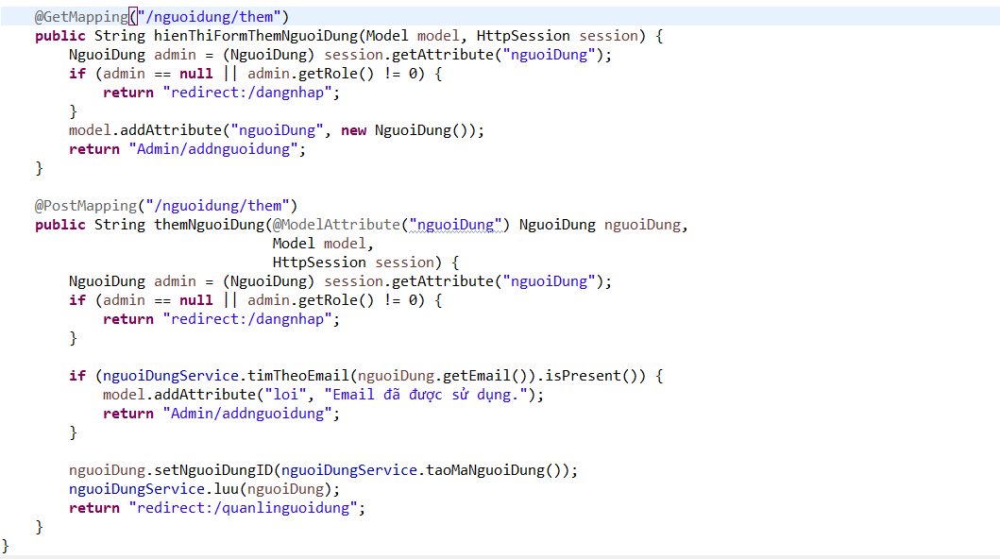 @GetMapping("/nguoidung/them")
public String hienThiFormThemNguoiDung(Model model, HttpSession session) {
NguoiDung admin = (NguoiDung) session.getAttribute("nguoiDung");
if (admin == null || admin.getRole() != 0) {
return "redirect:/dangnhap";
}
model.addAttribute("nguoiDung", new NguoiDung());
return "Admin/addnguoidung";
}
@PostMapping("/nguoidung/them")
public String themNguoiDung(@ModelAttribute("nguoiDung") NguoiDung nguoiDung,
Model model,
HttpSession session) {
NguoiDung admin = (NguoiDung) session.getAttribute("nguoiDung");
if (admin == null || admin.getRole() != 0) {
return "redirect:/dangnhap";
}
if (nguoiDungService.timTheoEmail(nguoiDung.getEmail()).isPresent()) {
model.addAttribute("loi", "Email đã được sử dụng.");
return "Admin/addnguoidung";
}
nguoiDung.setNguoiDungID(nguoiDungService.taoMaNguoiDung());
nguoiDungService.luu(nguoiDung);
return "redirect:/quanlinguoidung";
}
}